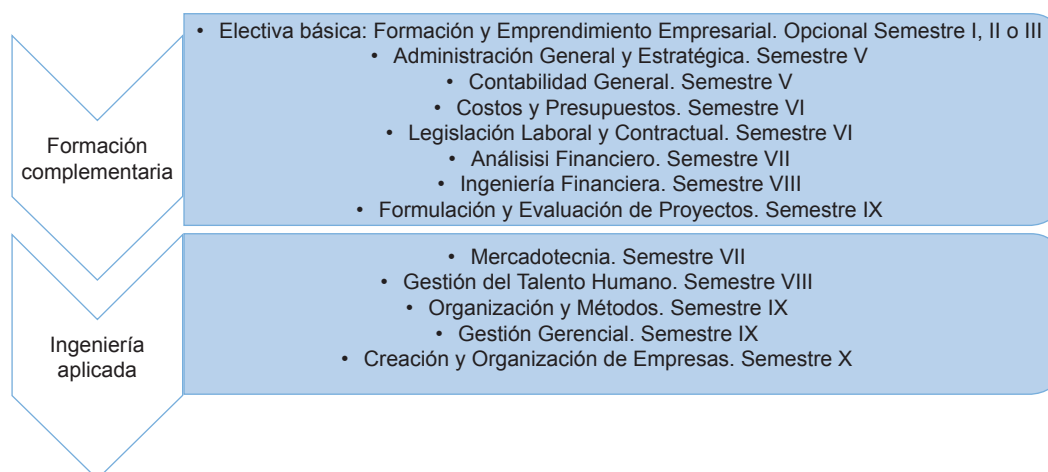 Formación
complementaria
• Electiva básica: Formación y Emprendimiento Empresarial. Opcional Semestre I, II o III
• Administración General y Estratégica. Semestre V
• Contabilidad General. Semestre V
• Costos y Presupuestos. Semestre VI
• Legislación Laboral y Contractual. Semestre VI
• Análisisi Financiero. Semestre VII
• Ingeniería Financiera. Semestre VIII
• Formulación y Evaluación de Proyectos. Semestre IX
Ingeniería
aplicada
• Mercadotecnia. Semestre VII
• Gestión del Talento Humano. Semestre VIII
• Organización y Métodos. Semestre IX
• Gestión Gerencial. Semestre IX
• Creación y Organización de Empresas. Semestre X